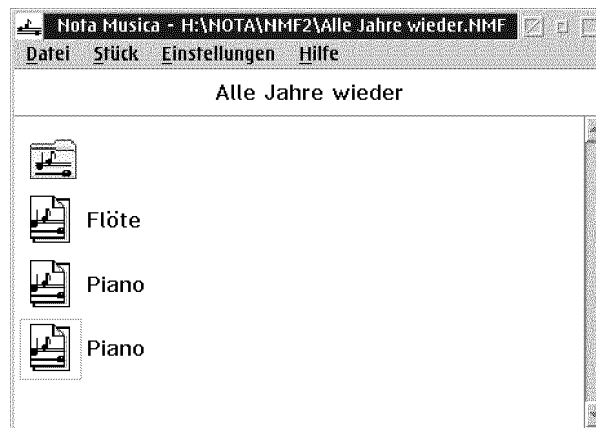 Nota Musica - H:\NOTA\NMF2\Alle Jahre wieder.NMF
Datei Stück Einstellungen Hilfe
Alle Jahre wieder
Flöte
Piano
Piano